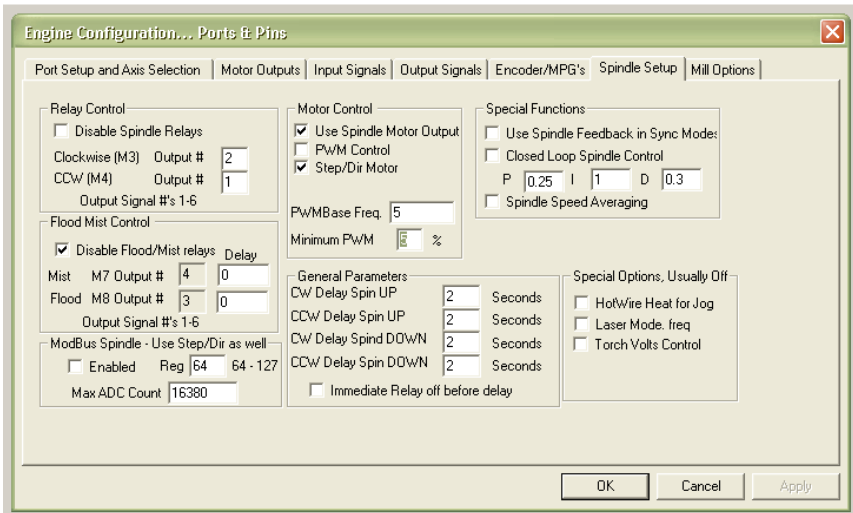 Engine Configuration... Ports & Pins
Port Setup and Axis Selection Motor Outputs Input Signals Output Signals Encoder/MPG's Spindle Setup Mill Options
Relay Control
Disable Spindle Relays
Clockwise (M3) Output # 2
CCW (M4) Output # 1
Output Signal #'s 1-6
Flood Mist Control
Disable Flood/Mist relays Delay
Mist M7 Output # 4 0
Flood M8 Output # 3 0
Output Signal #'s 1-6
ModBus Spindle - Use Step/Dir as well
Enabled Reg 64 64 - 127
Max ADC Count 16380
Motor Control
Use Spindle Motor Output
PWM Control
Step/Dir Motor
PWMBase Freq. 5
Minimum PWM %
General Parameters
CW Delay Spin UP 2 Seconds
CCW Delay Spin UP 2 Seconds
CW Delay Spind DOWN 2 Seconds
CCW Delay Spin DOWN 2 Seconds
Immediate Relay off before delay
Special Functions
Use Spindle Feedback in Sync Modes
Closed Loop Spindle Control
P 0.25 I 1 D 0.3
Spindle Speed Averaging
Special Options, Usually Off
HotWire Heat for Jog
Laser Mode. freq
Torch Volts Control
OK Cancel Apply